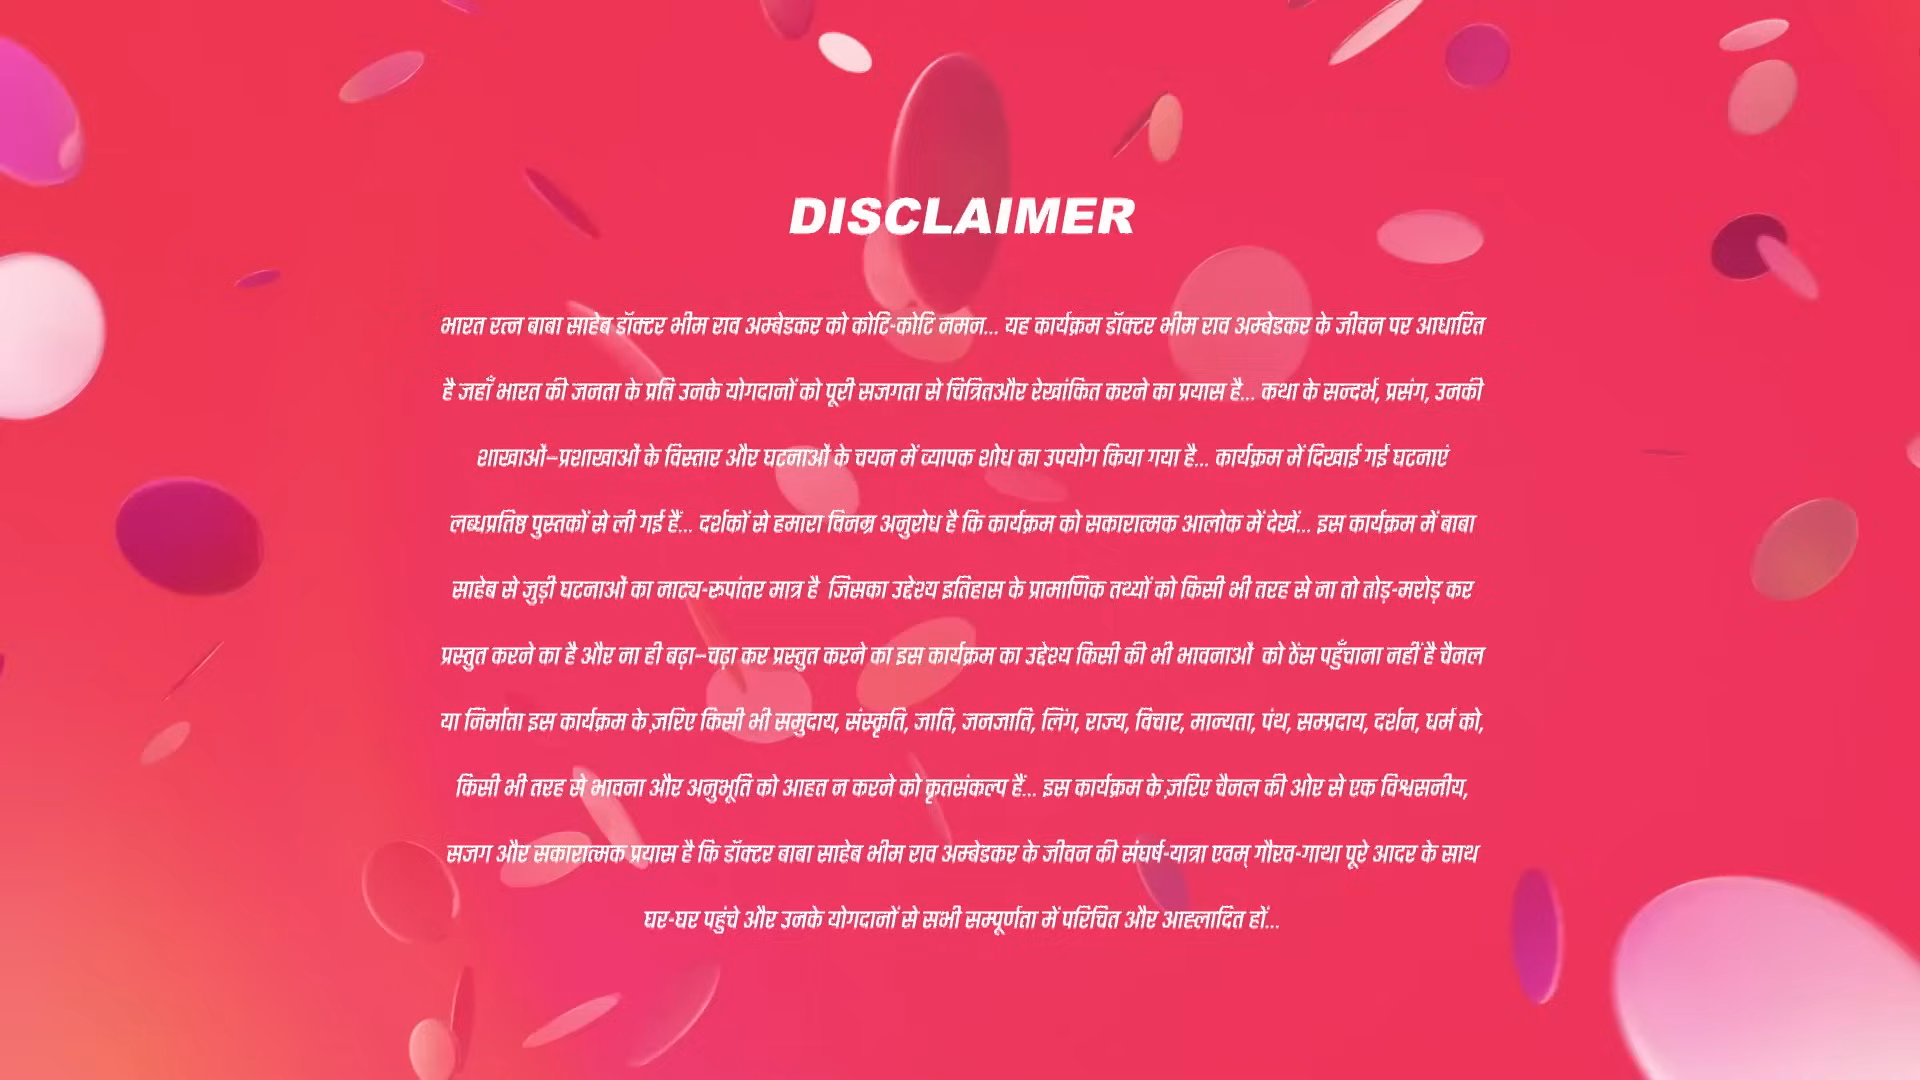 DISCLAIMER
भारत रत्न बाबा साहेब डॉक्टर भीम राव अम्बेडकर को कोटि-कोटि नमन... यह कार्यक्रम डॉक्टर भीम राव अम्बेडकर के जीवन पर आधारित
है जहाँ भारत की जनता के प्रति उनके योगदानों को पूरी सजगता से चित्रितऔर रेखांकित करने का प्रयास है... कथा के सन्दर्भ, प्रसंग, उनकी
शाखाओं–प्रशाखाओं के विस्तार और घटनाओं के चयन में व्यापक शोध का उपयोग किया गया है... कार्यक्रम में दिखाई गई घटनाएं
लब्धप्रतिष्ठ पुस्तकों से ली गई हैं... दर्शकों से हमारा विनम्र अनुरोध है कि कार्यक्रम को सकारात्मक आलोक में देखें... इस कार्यक्रम में बाबा
साहेब से जुड़ी घटनाओं का नाट्य-रुपांतर मात्र है जिसका उद्देश्य इतिहास के प्रामाणिक तथ्यों को किसी भी तरह से ना तो तोड़-मरोड़ कर
प्रस्तुत करने का है और ना ही बढ़ा–चढ़ा कर प्रस्तुत करने का इस कार्यक्रम का उद्देश्य किसी की भी भावनाओं को ठेंस पहुँचाना नहीं है चैनल
या निर्माता इस कार्यक्रम के ज़रिए किसी भी समुदाय, संस्कृति, जाति, जनजाति, लिंग, राज्य, विचार, मान्यता, पंथ, सम्प्रदाय, दर्शन, धर्म को,
किसी भी तरह से भावना और अनुभूति को आहत न करने को कृतसंकल्प हैं... इस कार्यक्रम के ज़रिए चैनल की ओर से एक विश्वसनीय,
सजग और सकारात्मक प्रयास है कि डॉक्टर बाबा साहेब भीम राव अम्बेडकर के जीवन की संघर्ष-यात्रा एवम् गौरव-गाथा पूरे आदर के साथ
घर-घर पहुंचे और उनके योगदानों से सभी सम्पूर्णता में परिचित और आह्लादित हों...